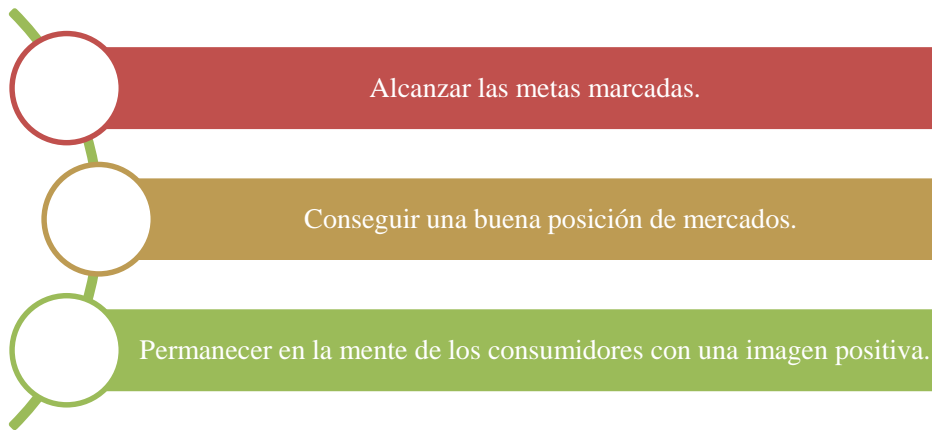 Alcanzar las metas marcadas.
Conseguir una buena posición de mercados.
Permanecer en la mente de los consumidores con una imagen positiva.